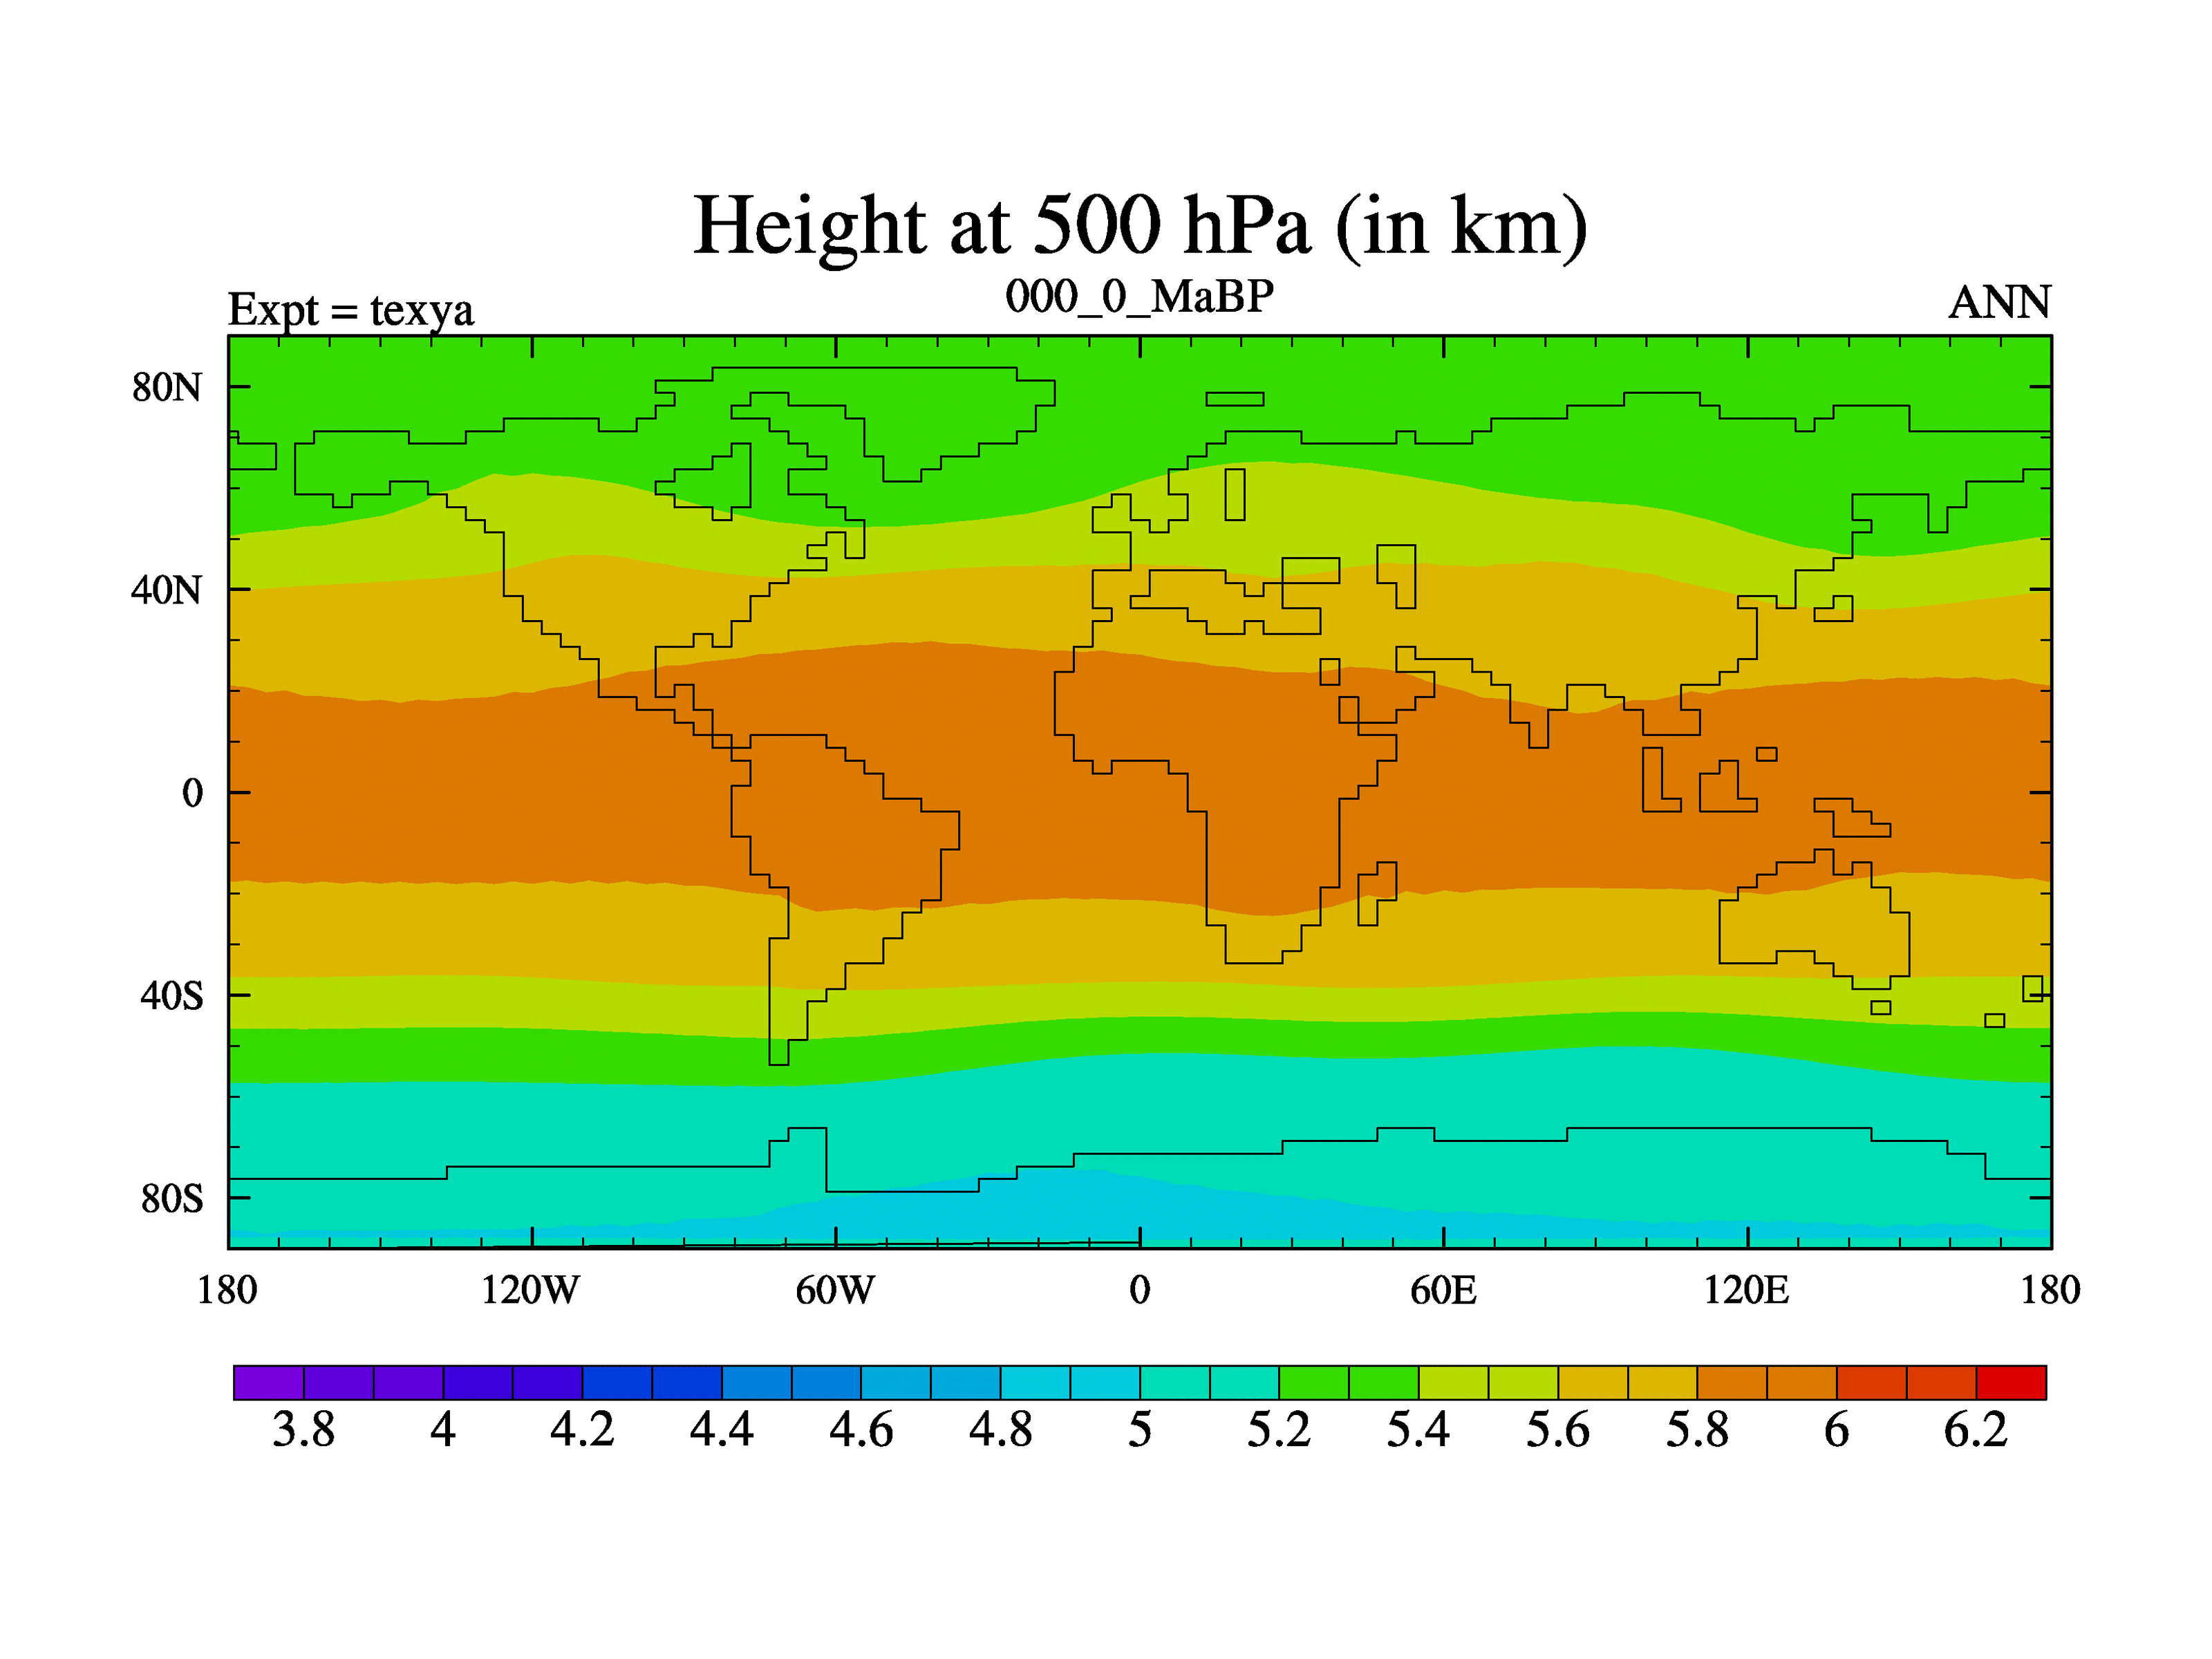 Height at 500 hPa (in km)
000_0_MaBP
Expt = texya
ANN
80N
40N
0
40S
80S
180 120W 60W 0 60E 120E 180
3.8 4 4.2 4.4 4.6 4.8 5 5.2 5.4 5.6 5.8 6 6.2